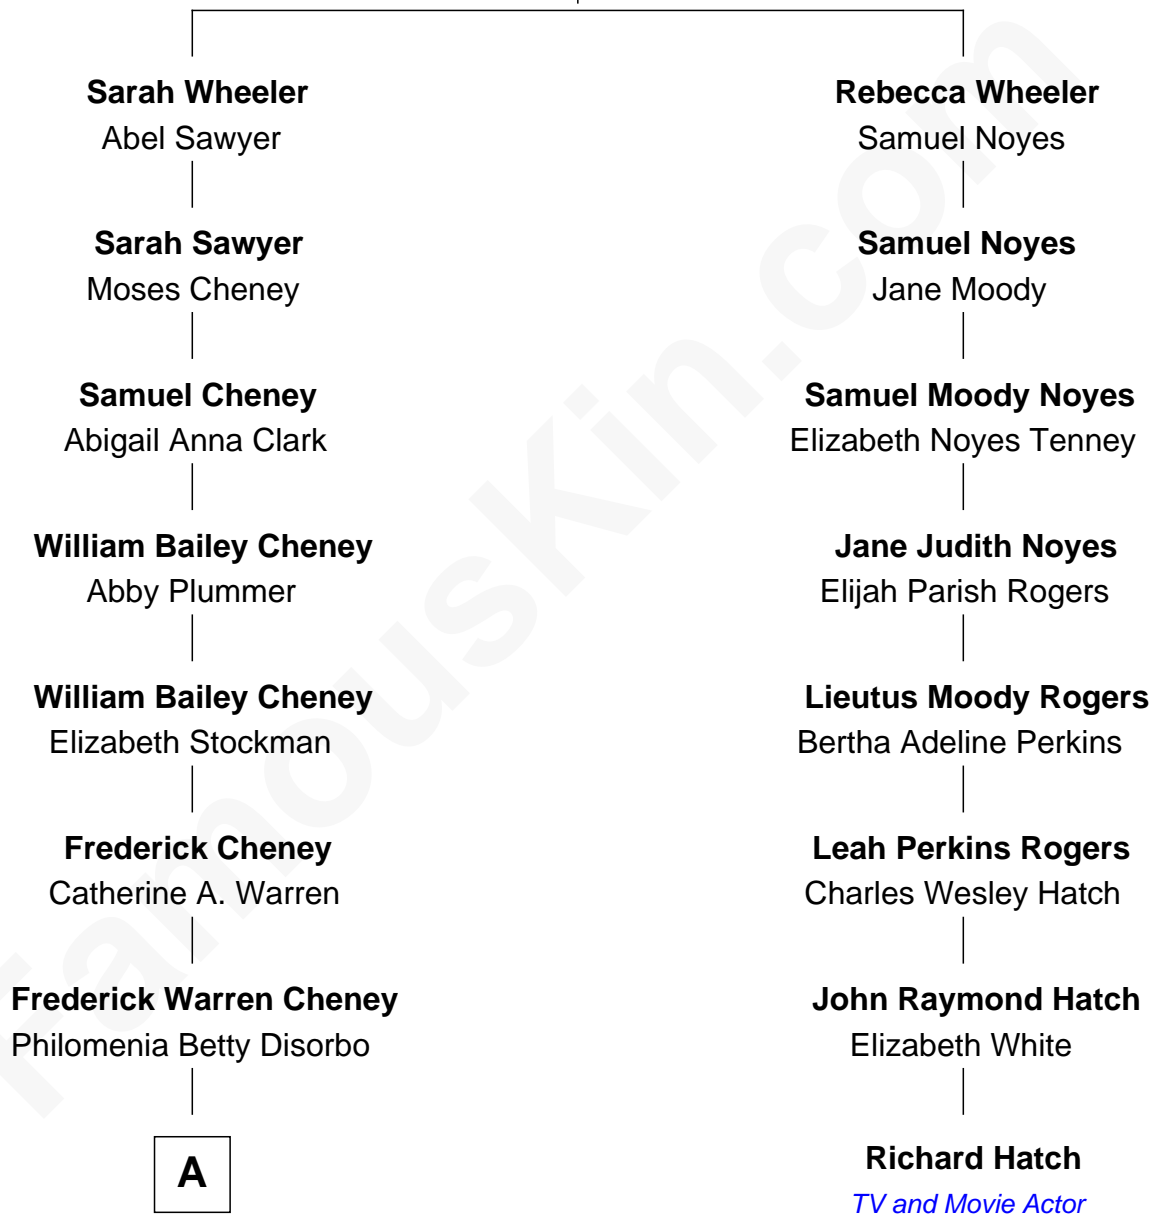 Sarah Wheeler
Abel Sawyer
Sarah Sawyer
Moses Cheney
Samuel Cheney
Abigail Anna Clark
William Bailey Cheney
Abby Plummer
William Bailey Cheney
Elizabeth Stockman
Frederick Cheney
Catherine A. Warren
Frederick Warren Cheney
Philomenia Betty Disorbo
A
Rebecca Wheeler
Samuel Noyes
Samuel Noyes
Jane Moody
Samuel Moody Noyes
Elizabeth Noyes Tenney
Jane Judith Noyes
Elijah Parish Rogers
Lieutus Moody Rogers
Bertha Adeline Perkins
Leah Perkins Rogers
Charles Wesley Hatch
John Raymond Hatch
Elizabeth White
Richard Hatch
TV and Movie Actor
FamousKin.com